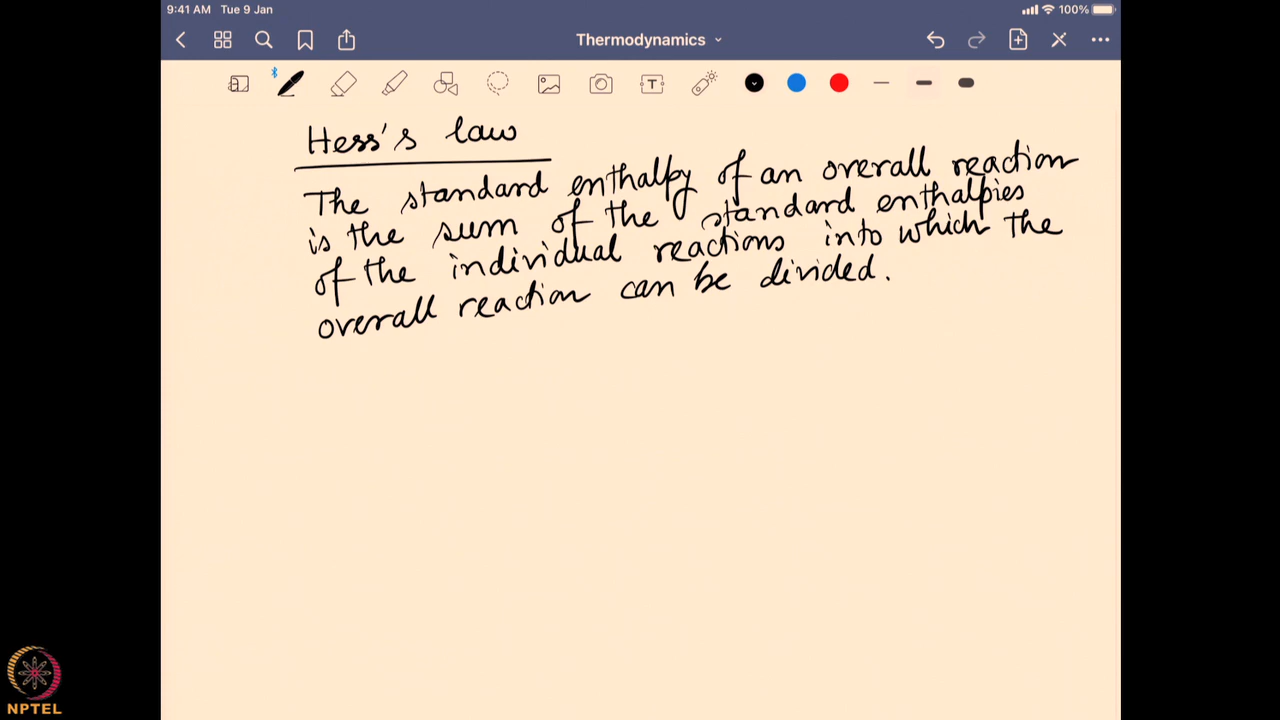 9:41 AM Tue 9 Jan 100%
Thermodynamics
T
Hess's law
The standard enthalpy of an overall reaction
is the sum of the standard enthalpies
of the individual reactions into which the
overall reaction can be divided.
NPTEL